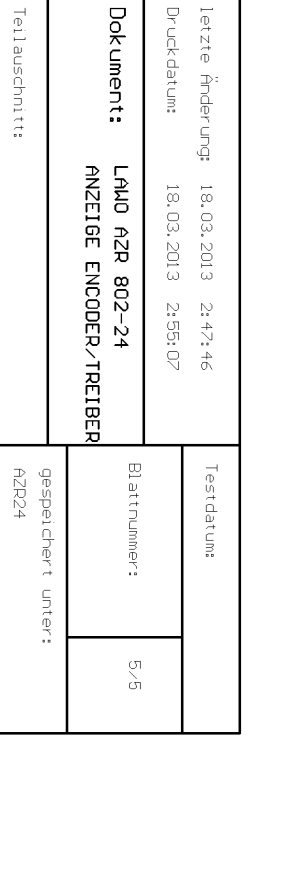 letzte Änderung: 18.03.2013 2:47:46
Druckdatum: 18.03.2013 2:55:07
Testdatum:
Dokument: LAWO AZR 802-24
ANZEIGE ENCODER/TREIBER
Blattnummer: 5/5
Teilauschnitt:
gespeichert unter:
AZR24